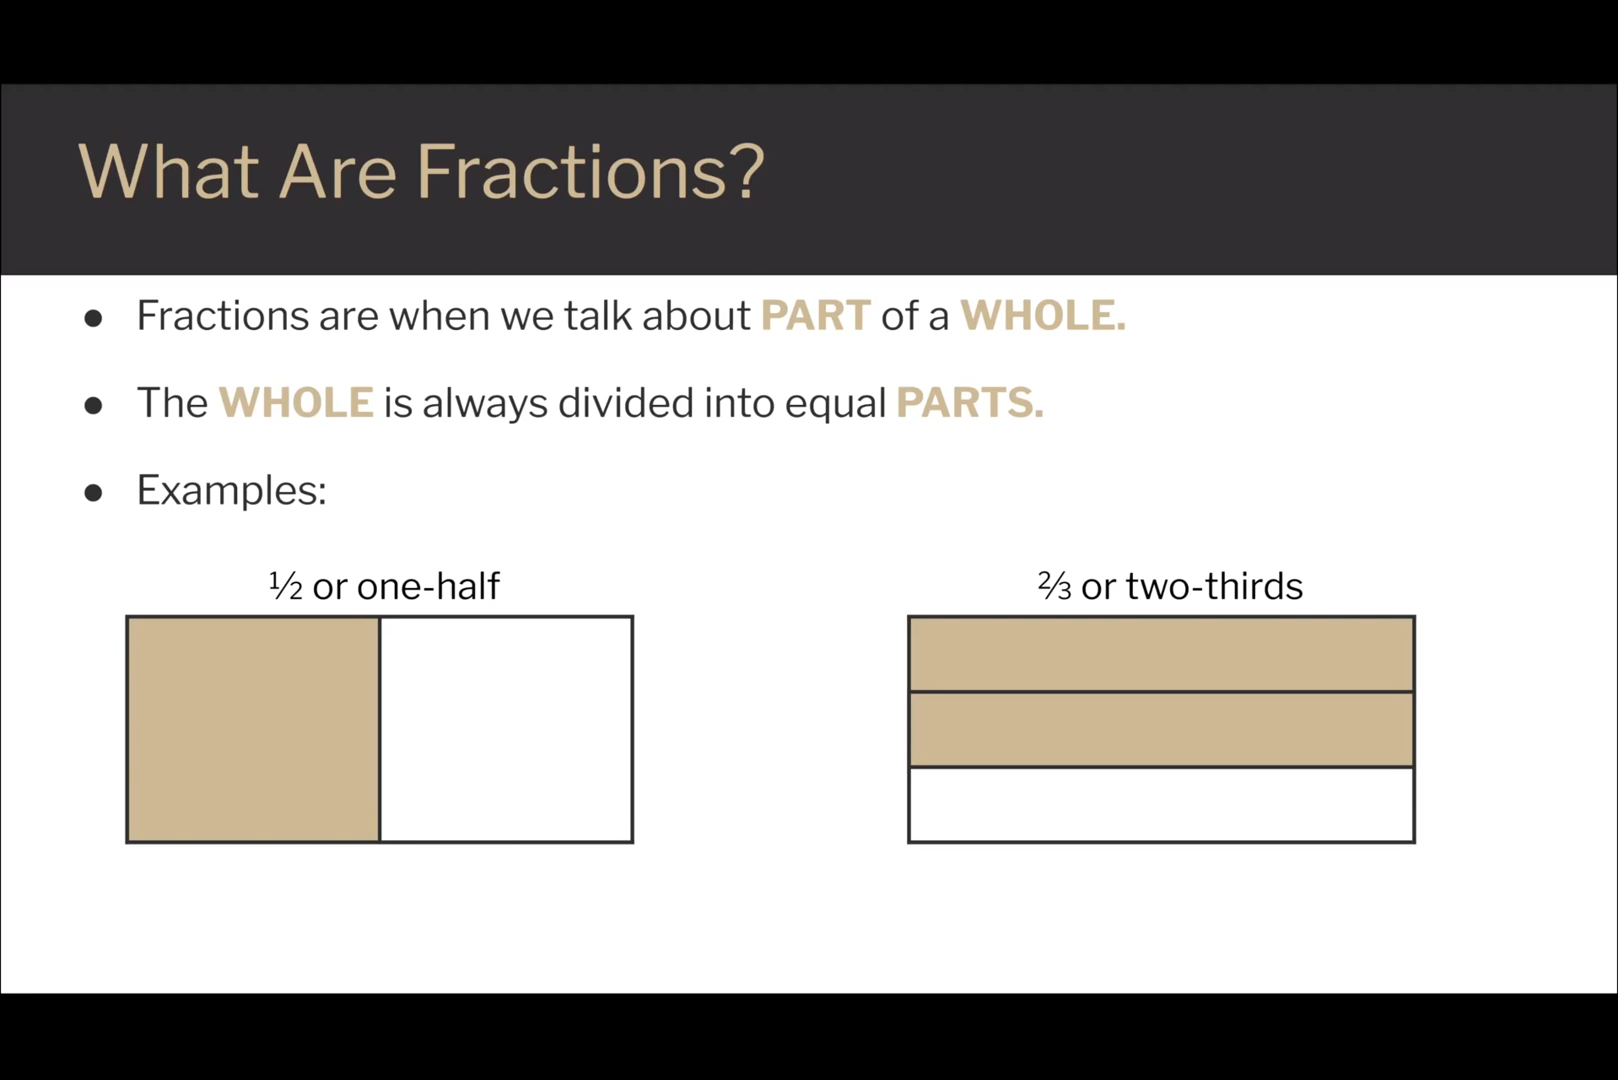 What Are Fractions?
● Fractions are when we talk about PART of a WHOLE.
● The WHOLE is always divided into equal PARTS.
● Examples:
½ or one-half
⅔ or two-thirds